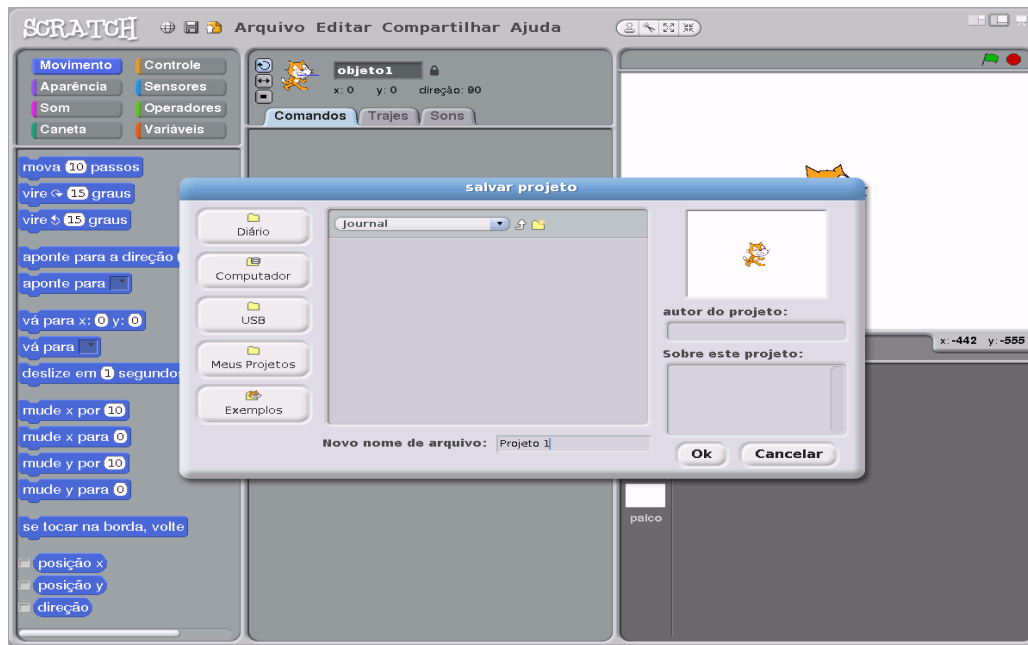 SCRATCH Arquivo Editar Compartilhar Ajuda
Movimento Controle
Aparência Sensores
Som Operadores
Caneta Variáveis
objeto1
x: 0 y: 0 direção: 90
Comandos Trajes Sons
mova 10 passos
vire 15 graus
vire 15 graus
aponte para a direção
aponte para
vá para x: 0 y: 0
vá para
deslize em 1 segundo
mude x por 10
mude x para 0
mude y por 10
mude y para 0
se tocar na borda, volte
posição x
posição y
direção
salvar projeto
Diário
Computador
USB
Meus Projetos
Exemplos
Journal
Novo nome de arquivo: Projeto 1
autor do projeto:
Sobre este projeto:
Ok Cancelar
x: -442 y: -555
palco